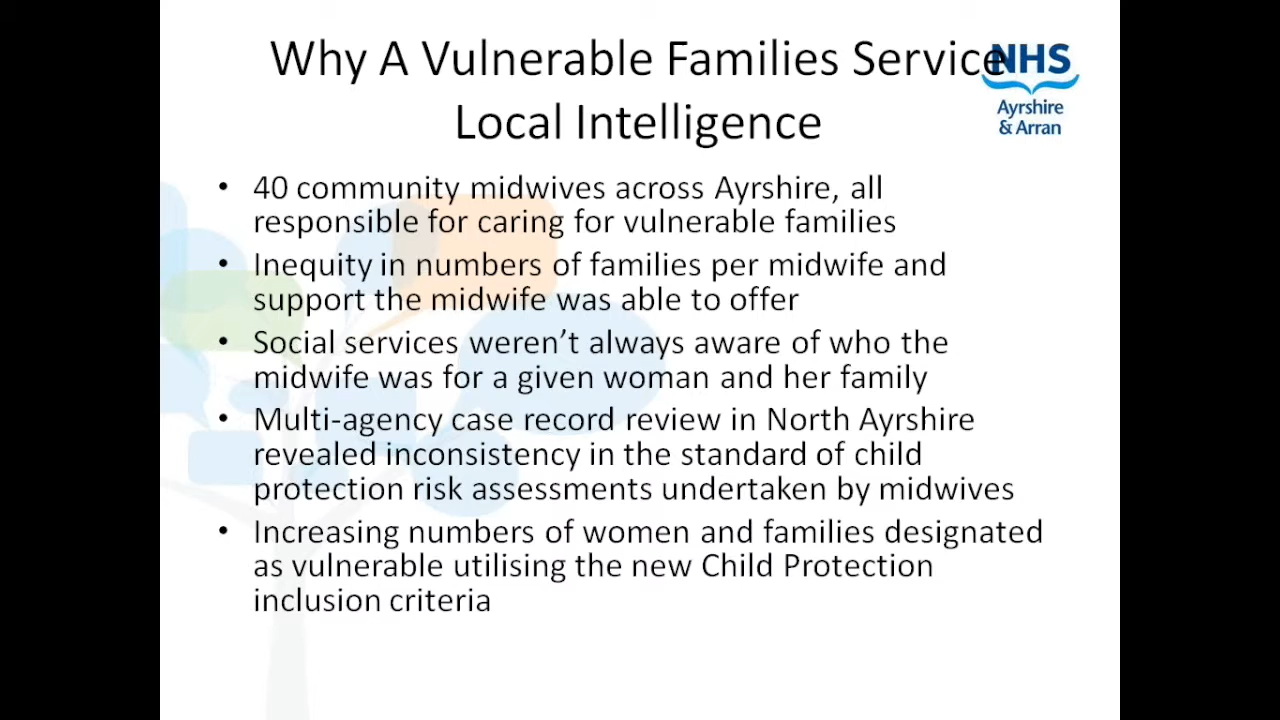 Why A Vulnerable Families Service
Local Intelligence
NHS
Ayrshire
& Arran
• 40 community midwives across Ayrshire, all
responsible for caring for vulnerable families
• Inequity in numbers of families per midwife and
support the midwife was able to offer
• Social services weren’t always aware of who the
midwife was for a given woman and her family
• Multi-agency case record review in North Ayrshire
revealed inconsistency in the standard of child
protection risk assessments undertaken by midwives
• Increasing numbers of women and families designated
as vulnerable utilising the new Child Protection
inclusion criteria